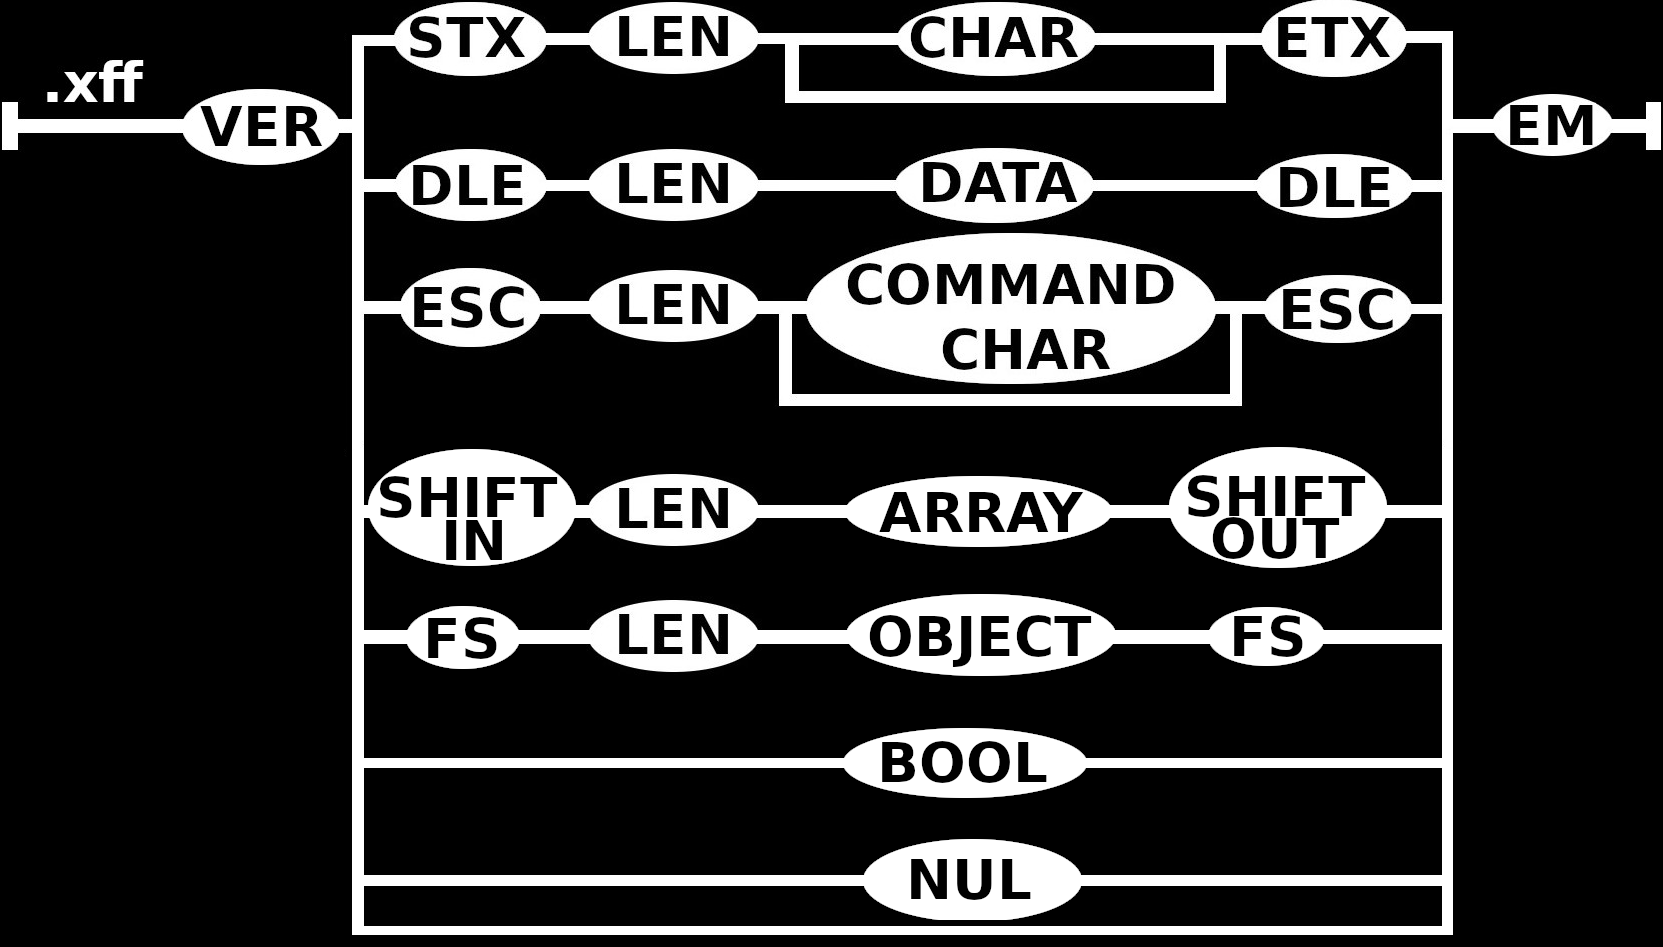 .xff
VER
STX LEN CHAR ETX
EM
DLE LEN DATA DLE
ESC LEN COMMAND CHAR ESC
SHIFT IN LEN ARRAY SHIFT OUT
FS LEN OBJECT FS
BOOL
NUL